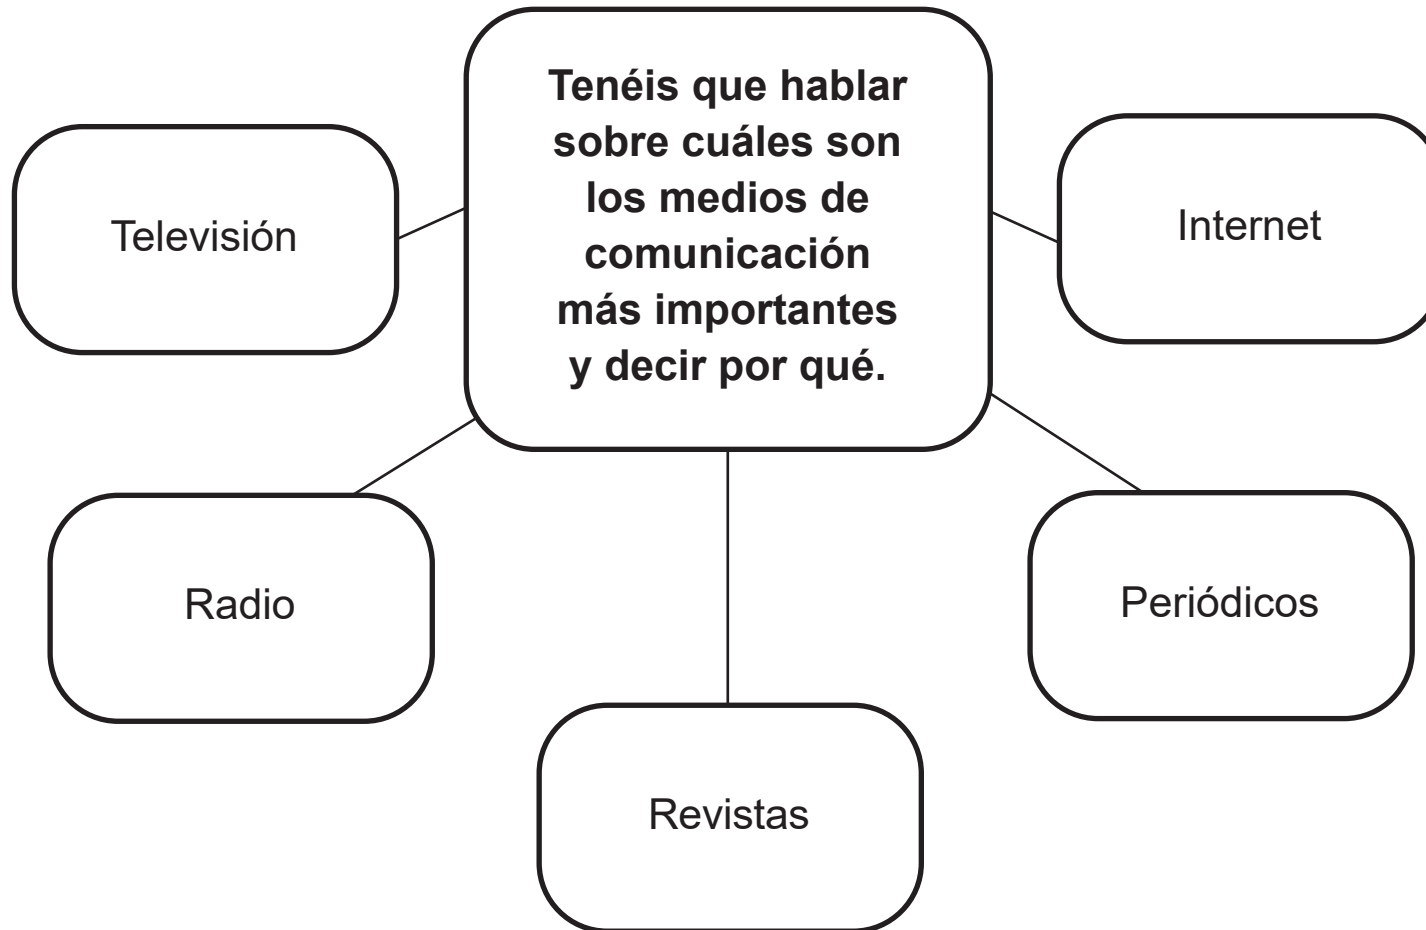 Tenéis que hablar
sobre cuáles son
los medios de
comunicación
más importantes
y decir por qué.
Televisión
Internet
Radio
Periódicos
Revistas